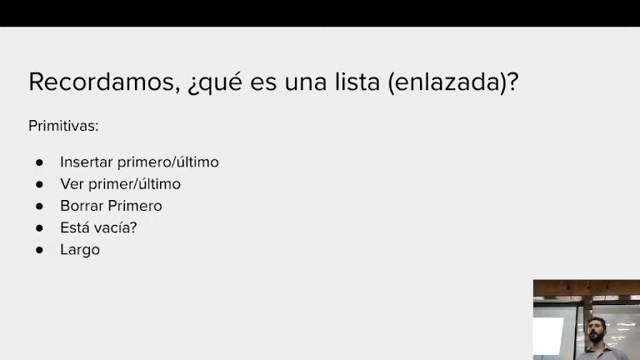 Recordamos, ¿qué es una lista (enlazada)?
Primitivas:
● Insertar primero/último
● Ver primer/último
● Borrar Primero
● Está vacía?
● Largo